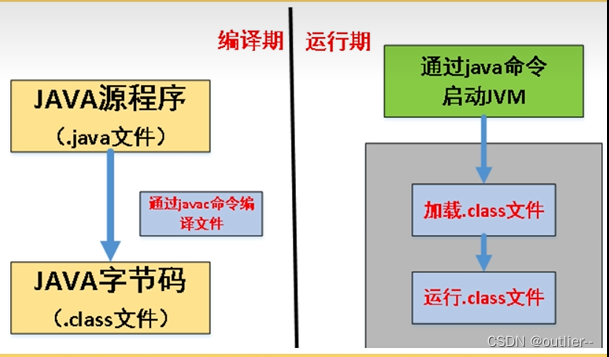 编译期
运行期
JAVA源程序
（.java文件）
通过javac命令编
译文件
JAVA字节码
（.class文件）
通过java命令
启动JVM
加载.class文件
运行.class文件
CSDN @outlier--